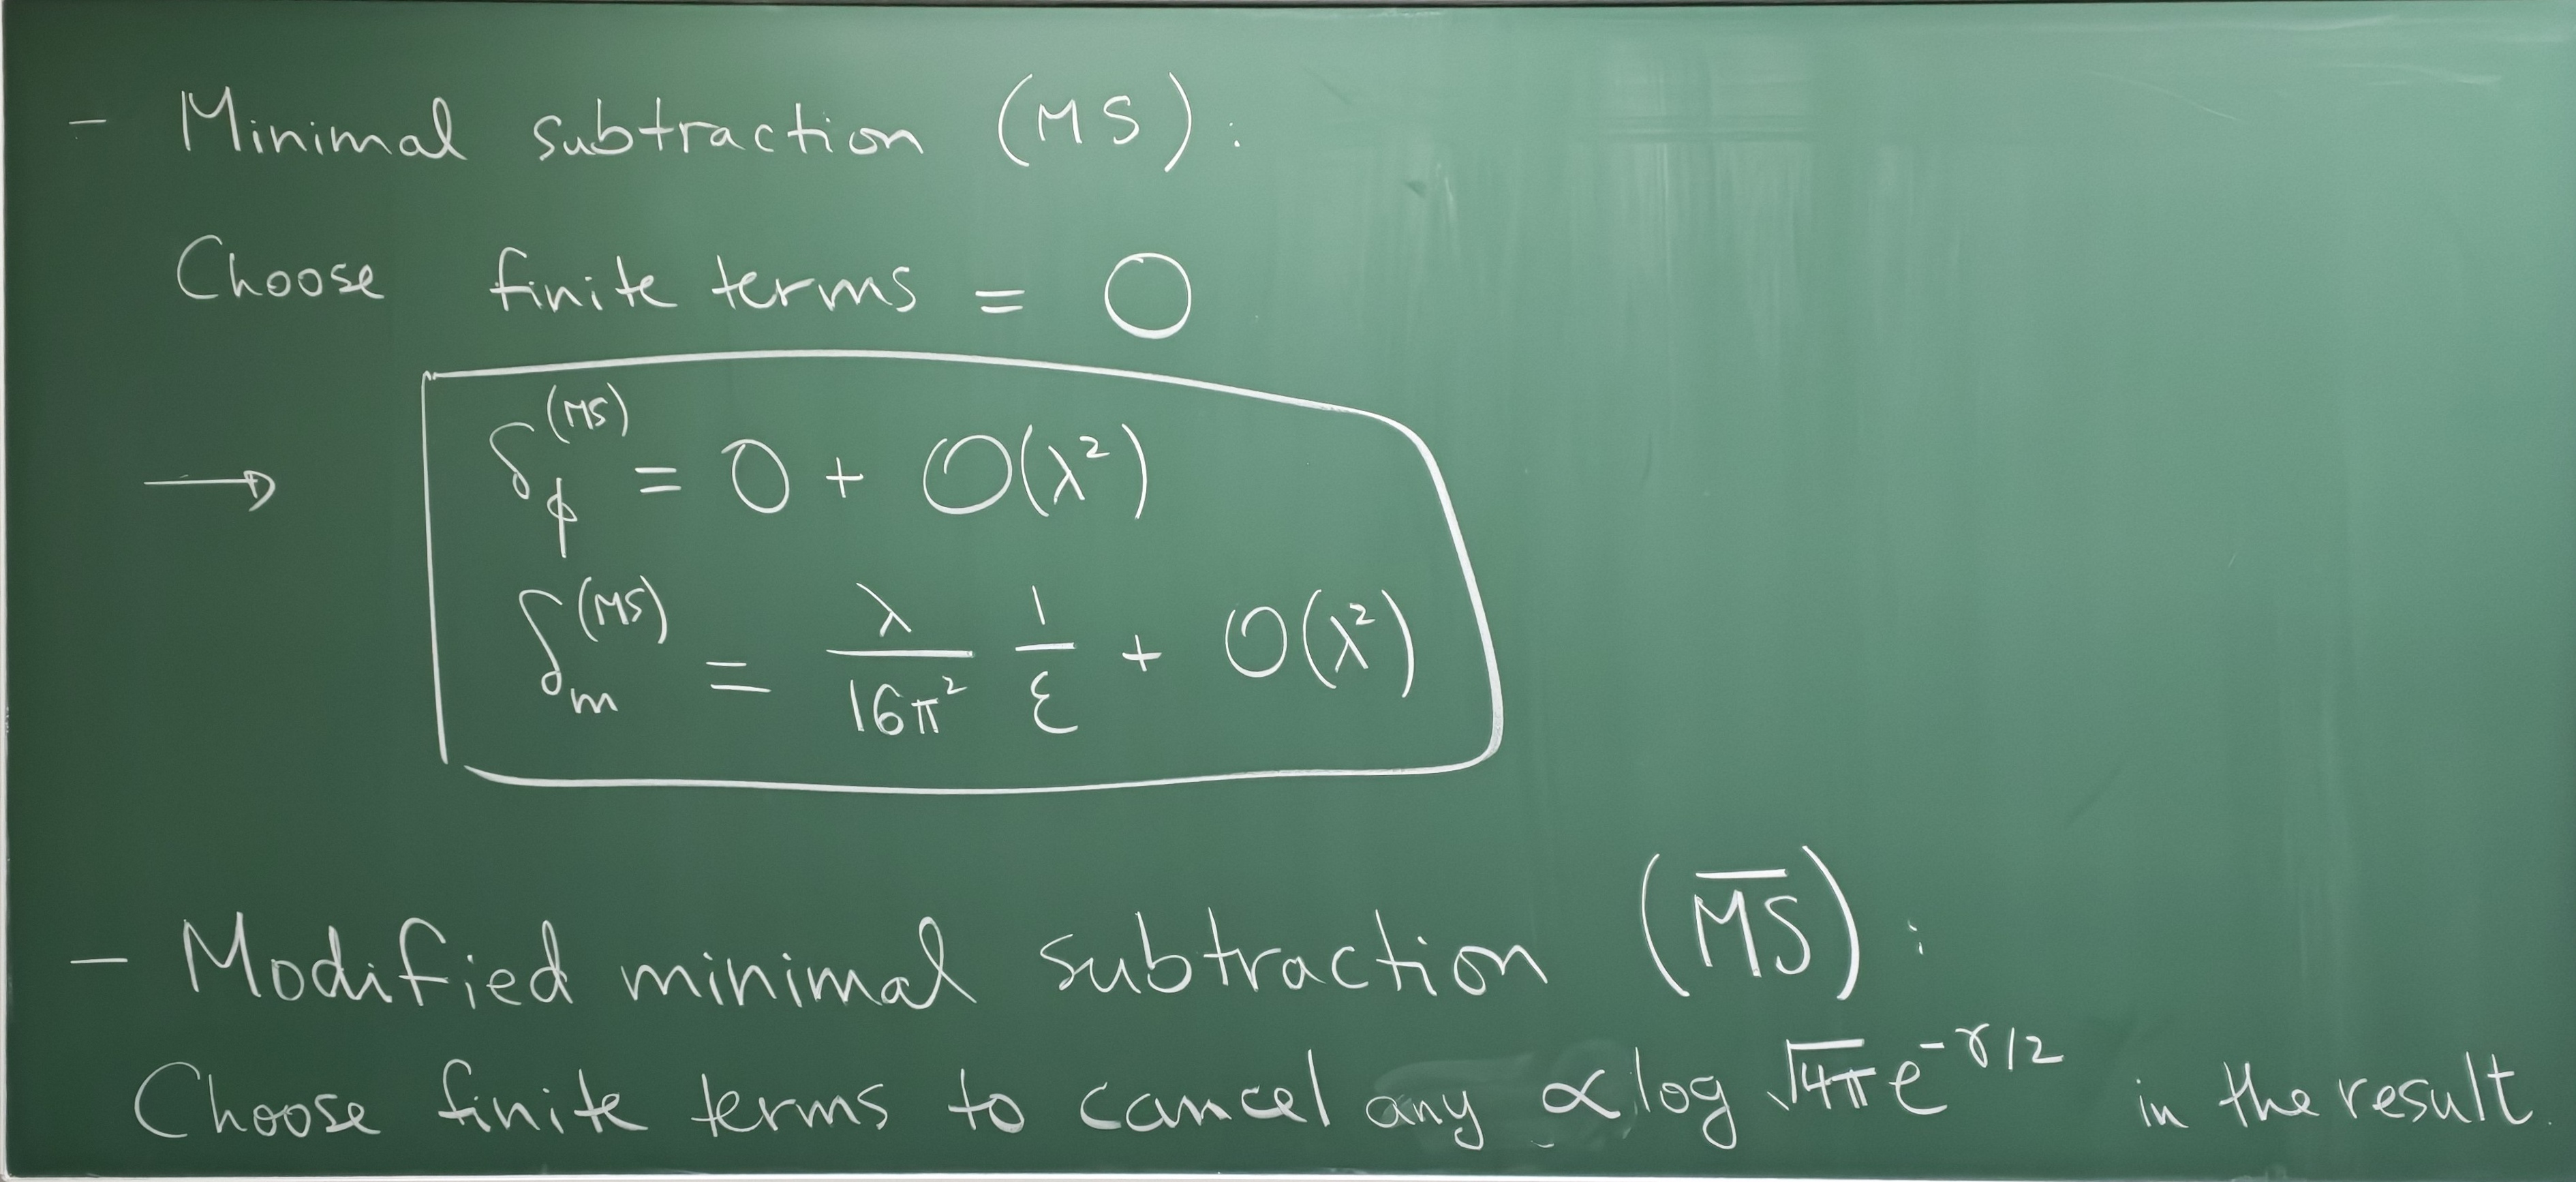 - Minimal subtraction (MS):
Choose finite terms = 0
→ δ_ϕ^(MS) = 0 + O(λ²)
δ_m^(MS) = λ/16π² 1/ε + O(λ²)
- Modified minimal subtraction (M̅S̅):
Choose finite terms to cancel any ∝ log √4π e^-γ/2 in the result.